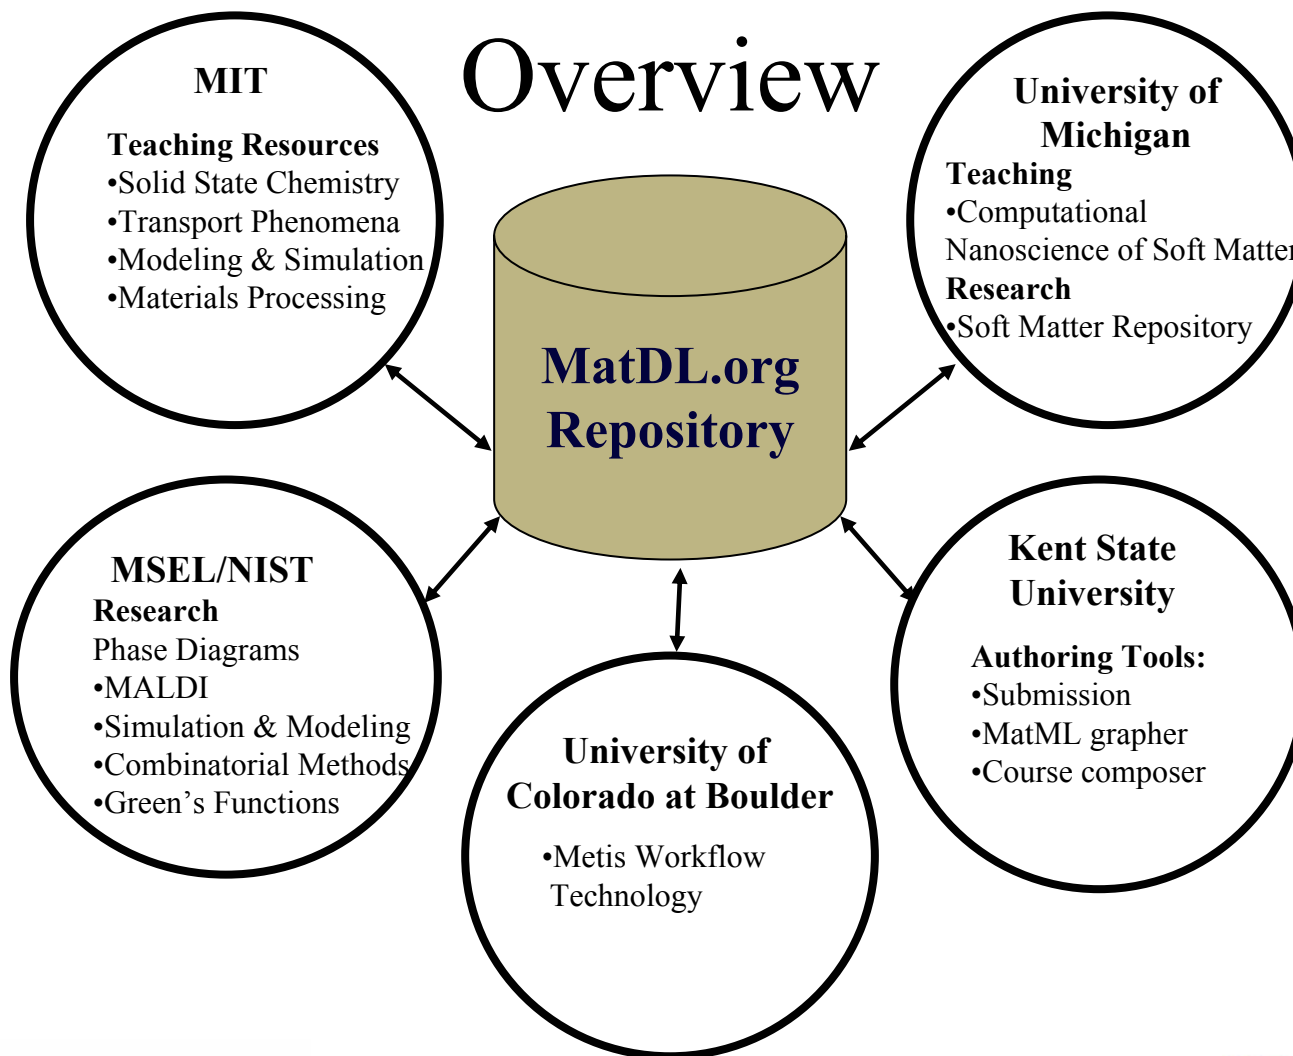 Overview
MIT
Teaching Resources
•Solid State Chemistry
•Transport Phenomena
•Modeling & Simulation
•Materials Processing
University of
Michigan
Teaching
•Computational
Nanoscience of Soft Matter
Research
•Soft Matter Repository
MatDL.org
Repository
MSEL/NIST
Research
Phase Diagrams
•MALDI
•Simulation & Modeling
•Combinatorial Methods
•Green’s Functions
University of
Colorado at Boulder
•Metis Workflow
Technology
Kent State
University
Authoring Tools:
•Submission
•MatML grapher
•Course composer